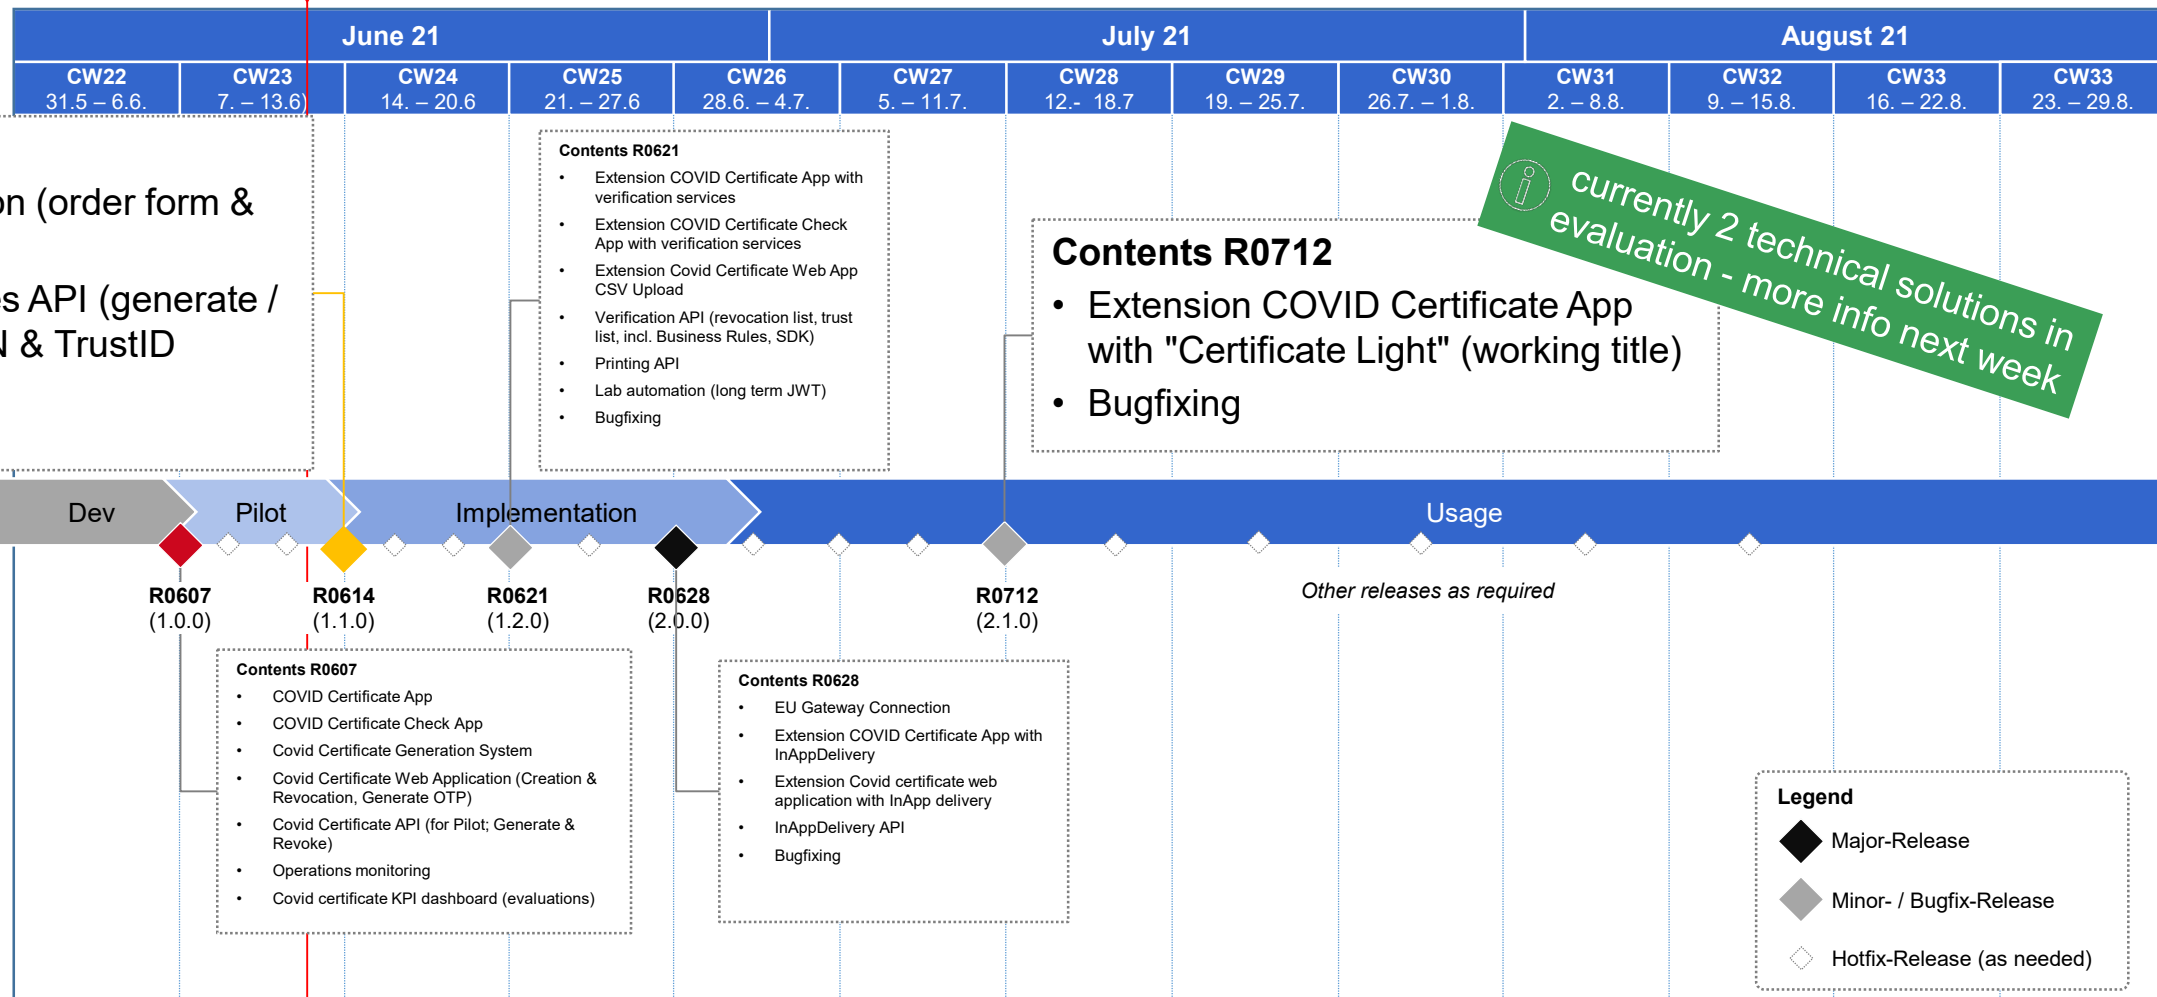 June 21
July 21
August 21
CW22
31.5 – 6.6.
CW23
7. – 13.6)
CW24
14. – 20.6
CW25
21. – 27.6
CW26
28.6. – 4.7.
CW27
5. – 11.7.
CW28
12.- 18.7
CW29
19. – 25.7.
CW30
26.7. – 1.8.
CW31
2. – 8.8.
CW32
9. – 15.8.
CW33
16. – 22.8.
CW33
23. – 29.8.
on (order form &
es API (generate /
& TrustID
Contents R0621
• Extension COVID Certificate App with
verification services
• Extension COVID Certificate Check
App with verification services
• Extension Covid Certificate Web App
CSV Upload
• Verification API (revocation list, trust
list, incl. Business Rules, SDK)
• Printing API
• Lab automation (long term JWT)
• Bugfixing
Contents R0712
• Extension COVID Certificate App
with "Certificate Light" (working title)
• Bugfixing
i
currently 2 technical solutions in
evaluation - more info next week
Dev
Pilot
Implementation
Usage
R0607
(1.0.0)
R0614
(1.1.0)
R0621
(1.2.0)
R0628
(2.0.0)
R0712
(2.1.0)
Other releases as required
Contents R0607
• COVID Certificate App
• COVID Certificate Check App
• Covid Certificate Generation System
• Covid Certificate Web Application (Creation &
Revocation, Generate OTP)
• Covid Certificate API (for Pilot; Generate &
Revoke)
• Operations monitoring
• Covid certificate KPI dashboard (evaluations)
Contents R0628
• EU Gateway Connection
• Extension COVID Certificate App with
InAppDelivery
• Extension Covid certificate web
application with InApp delivery
• InAppDelivery API
• Bugfixing
Legend
Major-Release
Minor- / Bugfix-Release
Hotfix-Release (as needed)